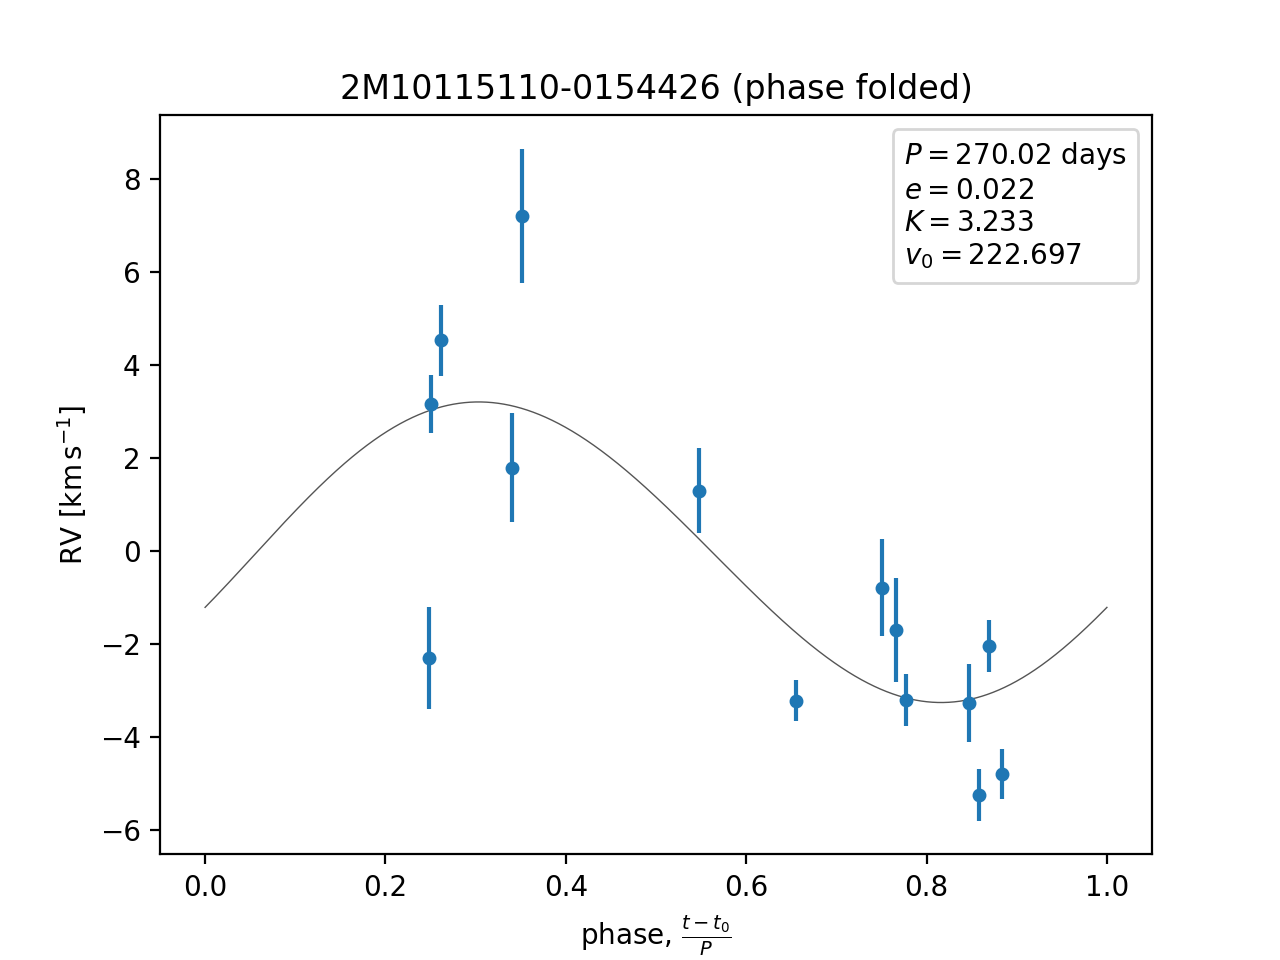 2M10115110-0154426 (phase folded)
P = 270.02 days
e = 0.022
K = 3.233
v₀ = 222.697
8
6
4
2
0
−2
−4
−6
RV [km s⁻¹]
0.0 0.2 0.4 0.6 0.8 1.0
phase, (t − t₀)/P